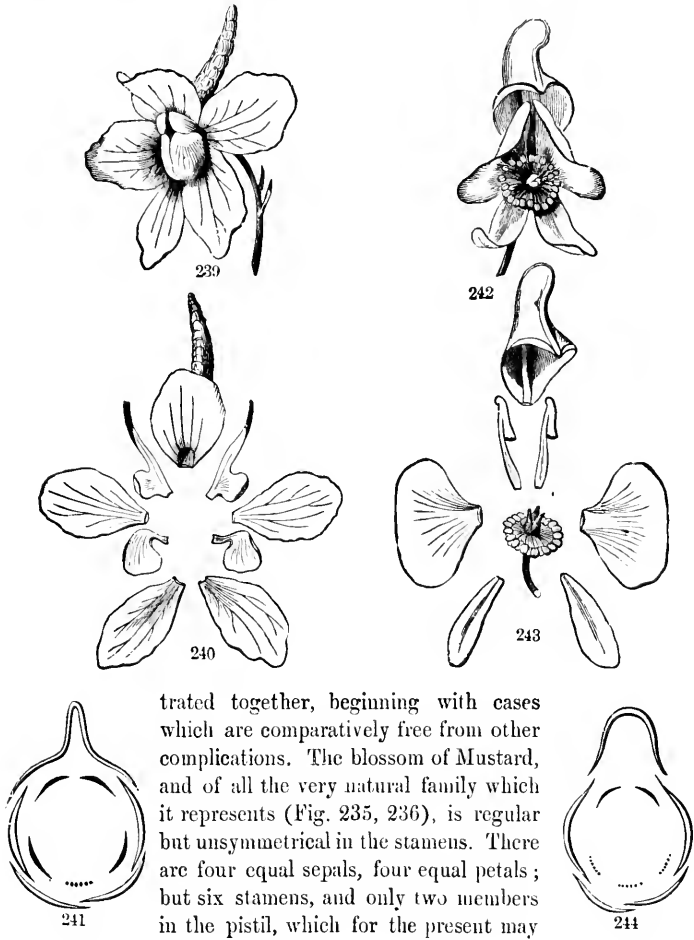 239
242
240
243
trated together, beginning with cases
which are comparatively free from other
complications. The blossom of Mustard,
and of all the very natural family which
it represents (Fig. 235, 236), is regular
but unsymmetrical in the stamens. There
are four equal sepals, four equal petals;
but six stamens, and only two members
in the pistil, which for the present may
241
244